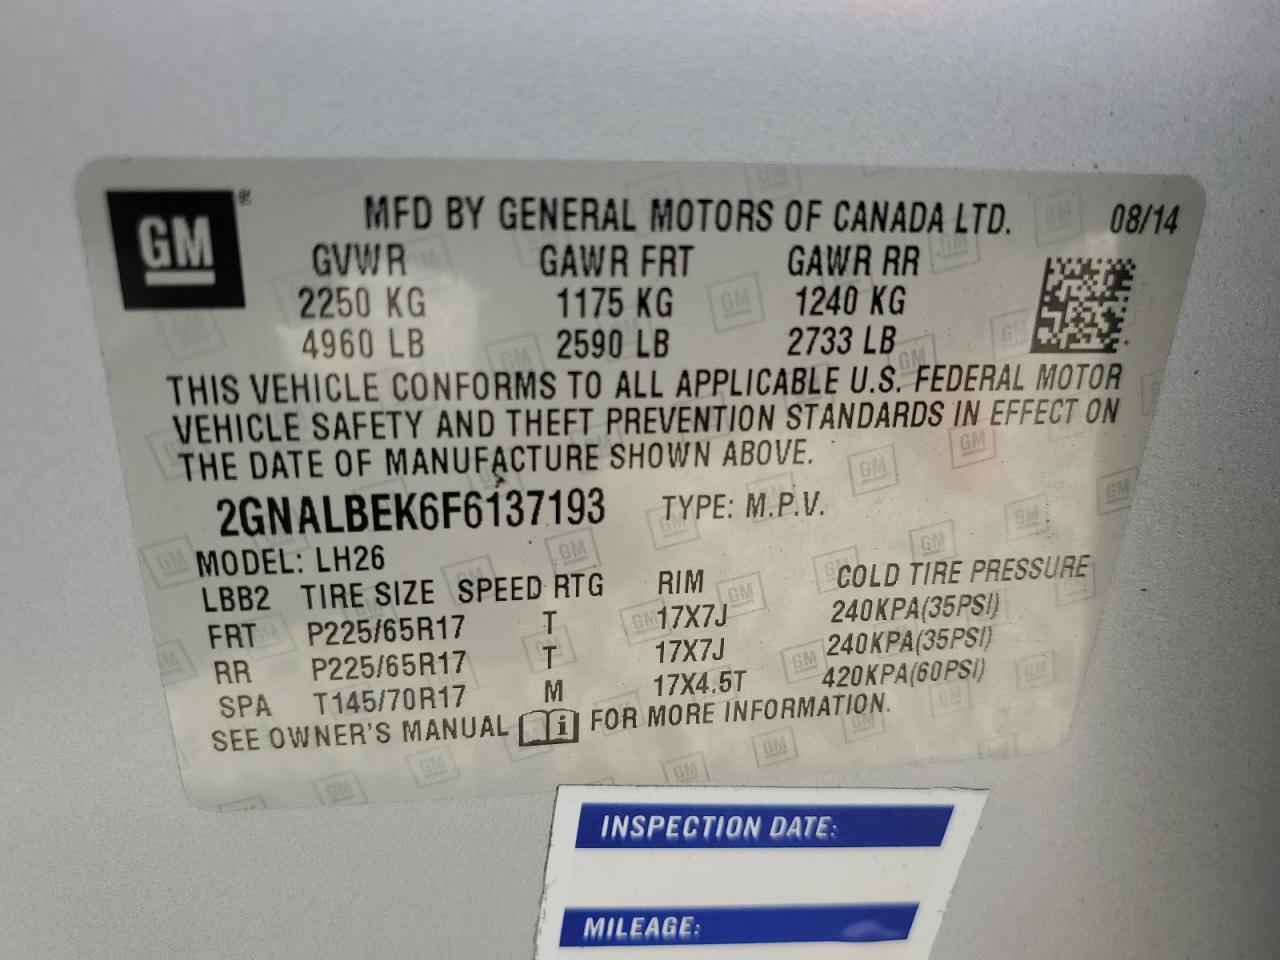 GM®
MFD BY GENERAL MOTORS OF CANADA LTD. 08/14
GVWR GAWR FRT GAWR RR
2250 KG 1175 KG 1240 KG
4960 LB 2590 LB 2733 LB
THIS VEHICLE CONFORMS TO ALL APPLICABLE U.S. FEDERAL MOTOR
VEHICLE SAFETY AND THEFT PREVENTION STANDARDS IN EFFECT ON
THE DATE OF MANUFACTURE SHOWN ABOVE.
2GNALBEK6F6137193 TYPE: M.P.V.
MODEL: LH26
LBB2 TIRE SIZE SPEED RTG RIM COLD TIRE PRESSURE
FRT P225/65R17 T 17X7J 240KPA(35PSI)
RR P225/65R17 T 17X7J 240KPA(35PSI)
SPA T145/70R17 M 17X4.5T 420KPA(60PSI)
SEE OWNER'S MANUAL i FOR MORE INFORMATION.
INSPECTION DATE:
MILEAGE: